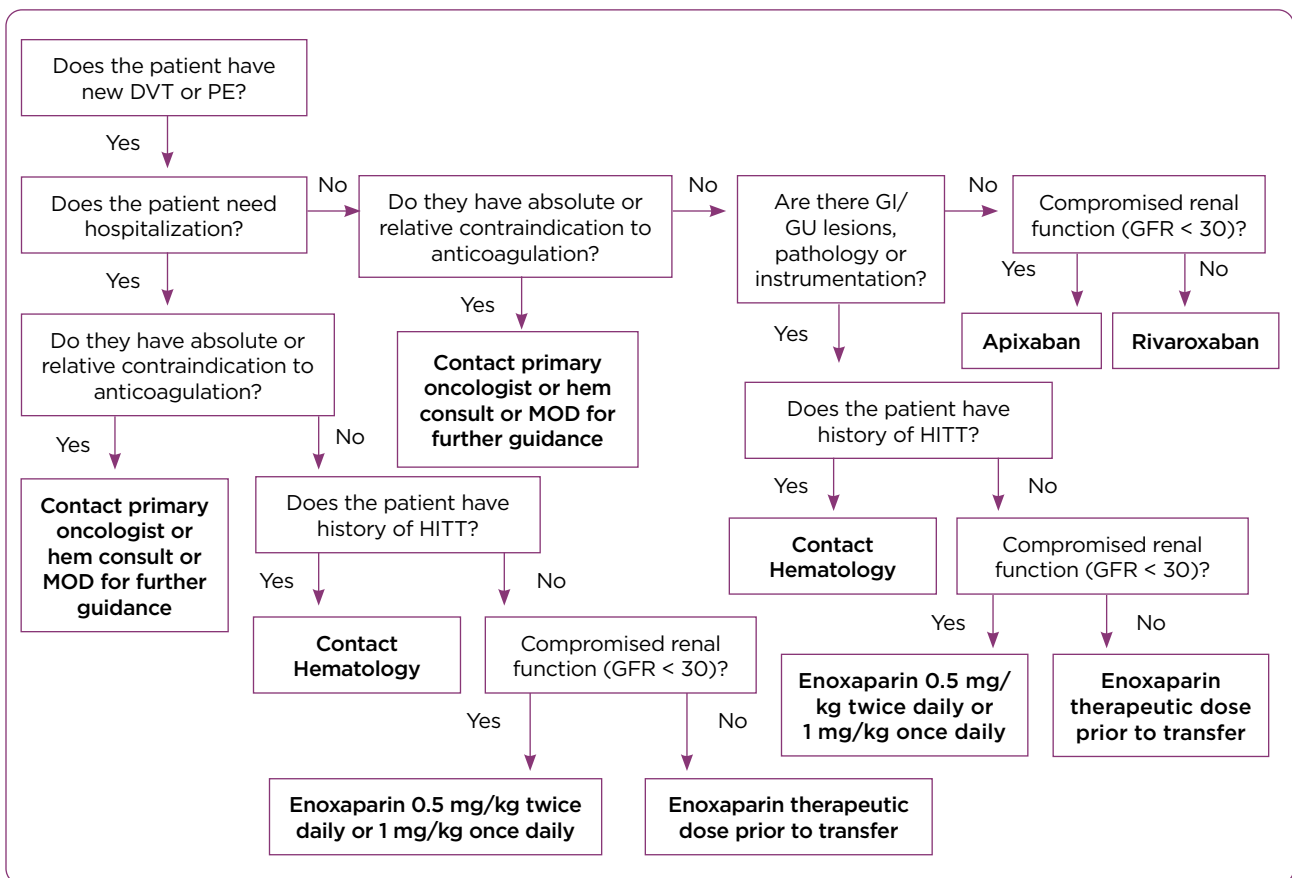 Does the patient have
new DVT or PE?
Yes
Does the patient need
hospitalization?
No
Do they have absolute or
relative contraindication to
anticoagulation?
No
Are there GI/
GU lesions,
pathology or
instrumentation?
No
Compromised renal
function (GFR < 30)?
Yes
No
Apixaban
Rivaroxaban
Yes
Contact primary
oncologist or hem
consult or MOD for
further guidance
Yes
Does the patient have
history of HITT?
Yes
No
Contact
Hematology
Compromised renal
function (GFR < 30)?
Yes
No
Enoxaparin 0.5 mg/
kg twice daily or
1 mg/kg once daily
Enoxaparin
therapeutic dose
prior to transfer
Yes
Do they have absolute or
relative contraindication to
anticoagulation?
Yes
No
Contact primary
oncologist or
hem consult or
MOD for further
guidance
Does the patient have
history of HITT?
Yes
No
Contact
Hematology
Compromised renal
function (GFR < 30)?
Yes
No
Enoxaparin 0.5 mg/kg twice
daily or 1 mg/kg once daily
Enoxaparin therapeutic
dose prior to transfer